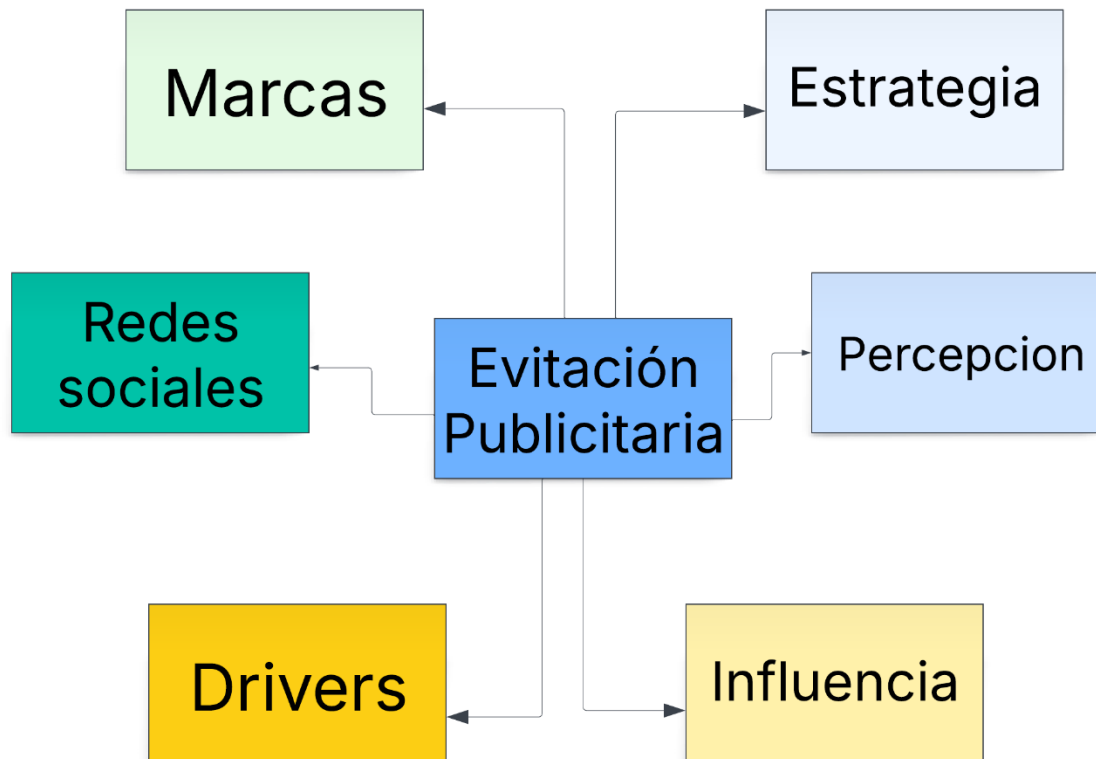 Marcas
Estrategia
Redes
sociales
Evitación
Publicitaria
Percepcion
Drivers
Influencia